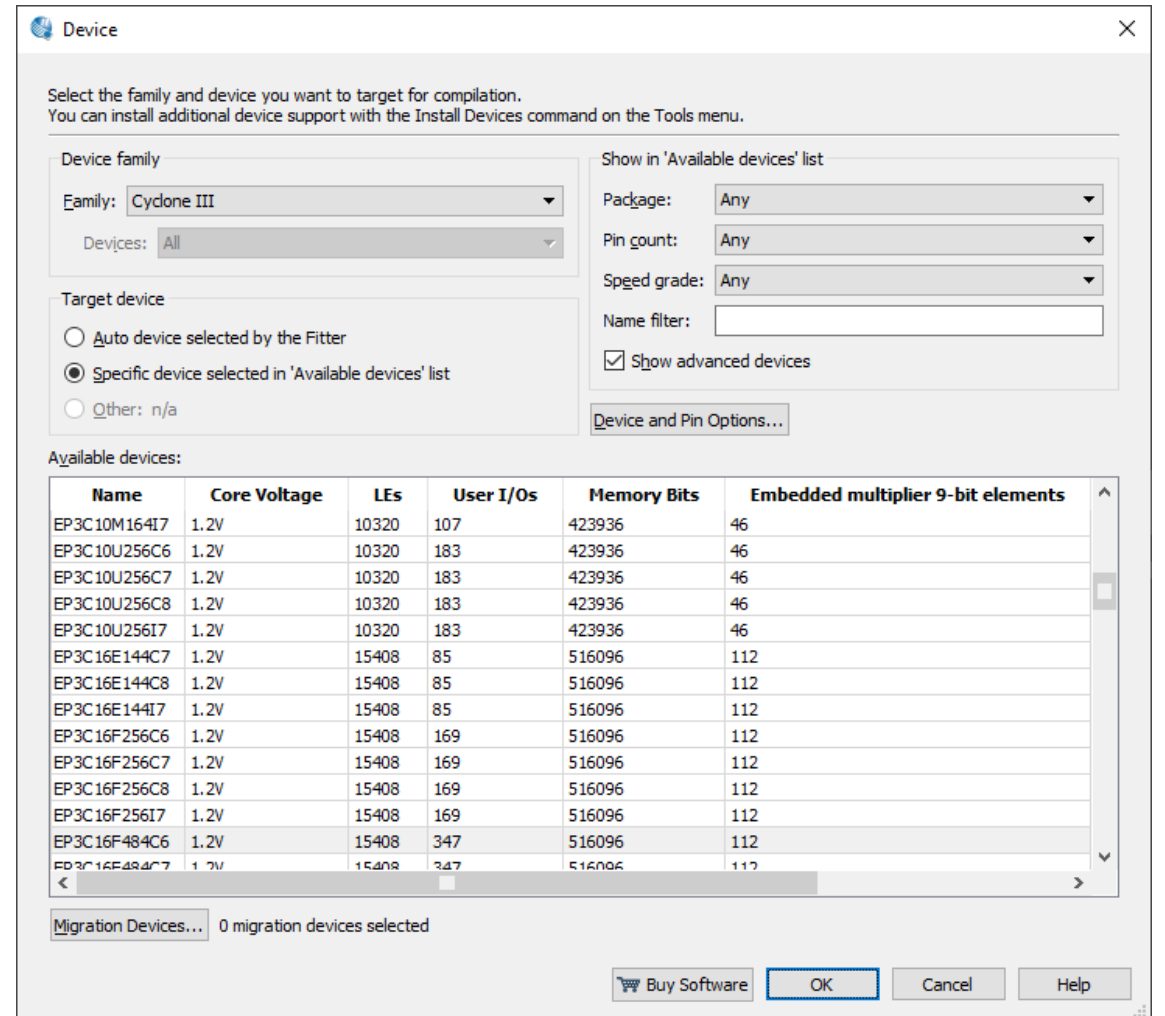 Device
Select the family and device you want to target for compilation.
You can install additional device support with the Install Devices command on the Tools menu.
Device family
Family: Cyclone III
Devices: All
Target device
Auto device selected by the Fitter
Specific device selected in 'Available devices' list
Other: n/a
Show in 'Available devices' list
Package: Any
Pin count: Any
Speed grade: Any
Name filter:
Show advanced devices
Device and Pin Options...
Available devices:
Name Core Voltage LEs User I/Os Memory Bits Embedded multiplier 9-bit elements
EP3C10M164I7 1.2V 10320 107 423936 46
EP3C10U256C6 1.2V 10320 183 423936 46
EP3C10U256C7 1.2V 10320 183 423936 46
EP3C10U256C8 1.2V 10320 183 423936 46
EP3C10U256I7 1.2V 10320 183 423936 46
EP3C16E144C7 1.2V 15408 85 516096 112
EP3C16E144C8 1.2V 15408 85 516096 112
EP3C16E144I7 1.2V 15408 85 516096 112
EP3C16F256C6 1.2V 15408 169 516096 112
EP3C16F256C7 1.2V 15408 169 516096 112
EP3C16F256C8 1.2V 15408 169 516096 112
EP3C16F256I7 1.2V 15408 169 516096 112
EP3C16F484C6 1.2V 15408 347 516096 112
EP3C16F484C7 1.2V 15408 347 516096 112
Migration Devices... 0 migration devices selected
Buy Software OK Cancel Help